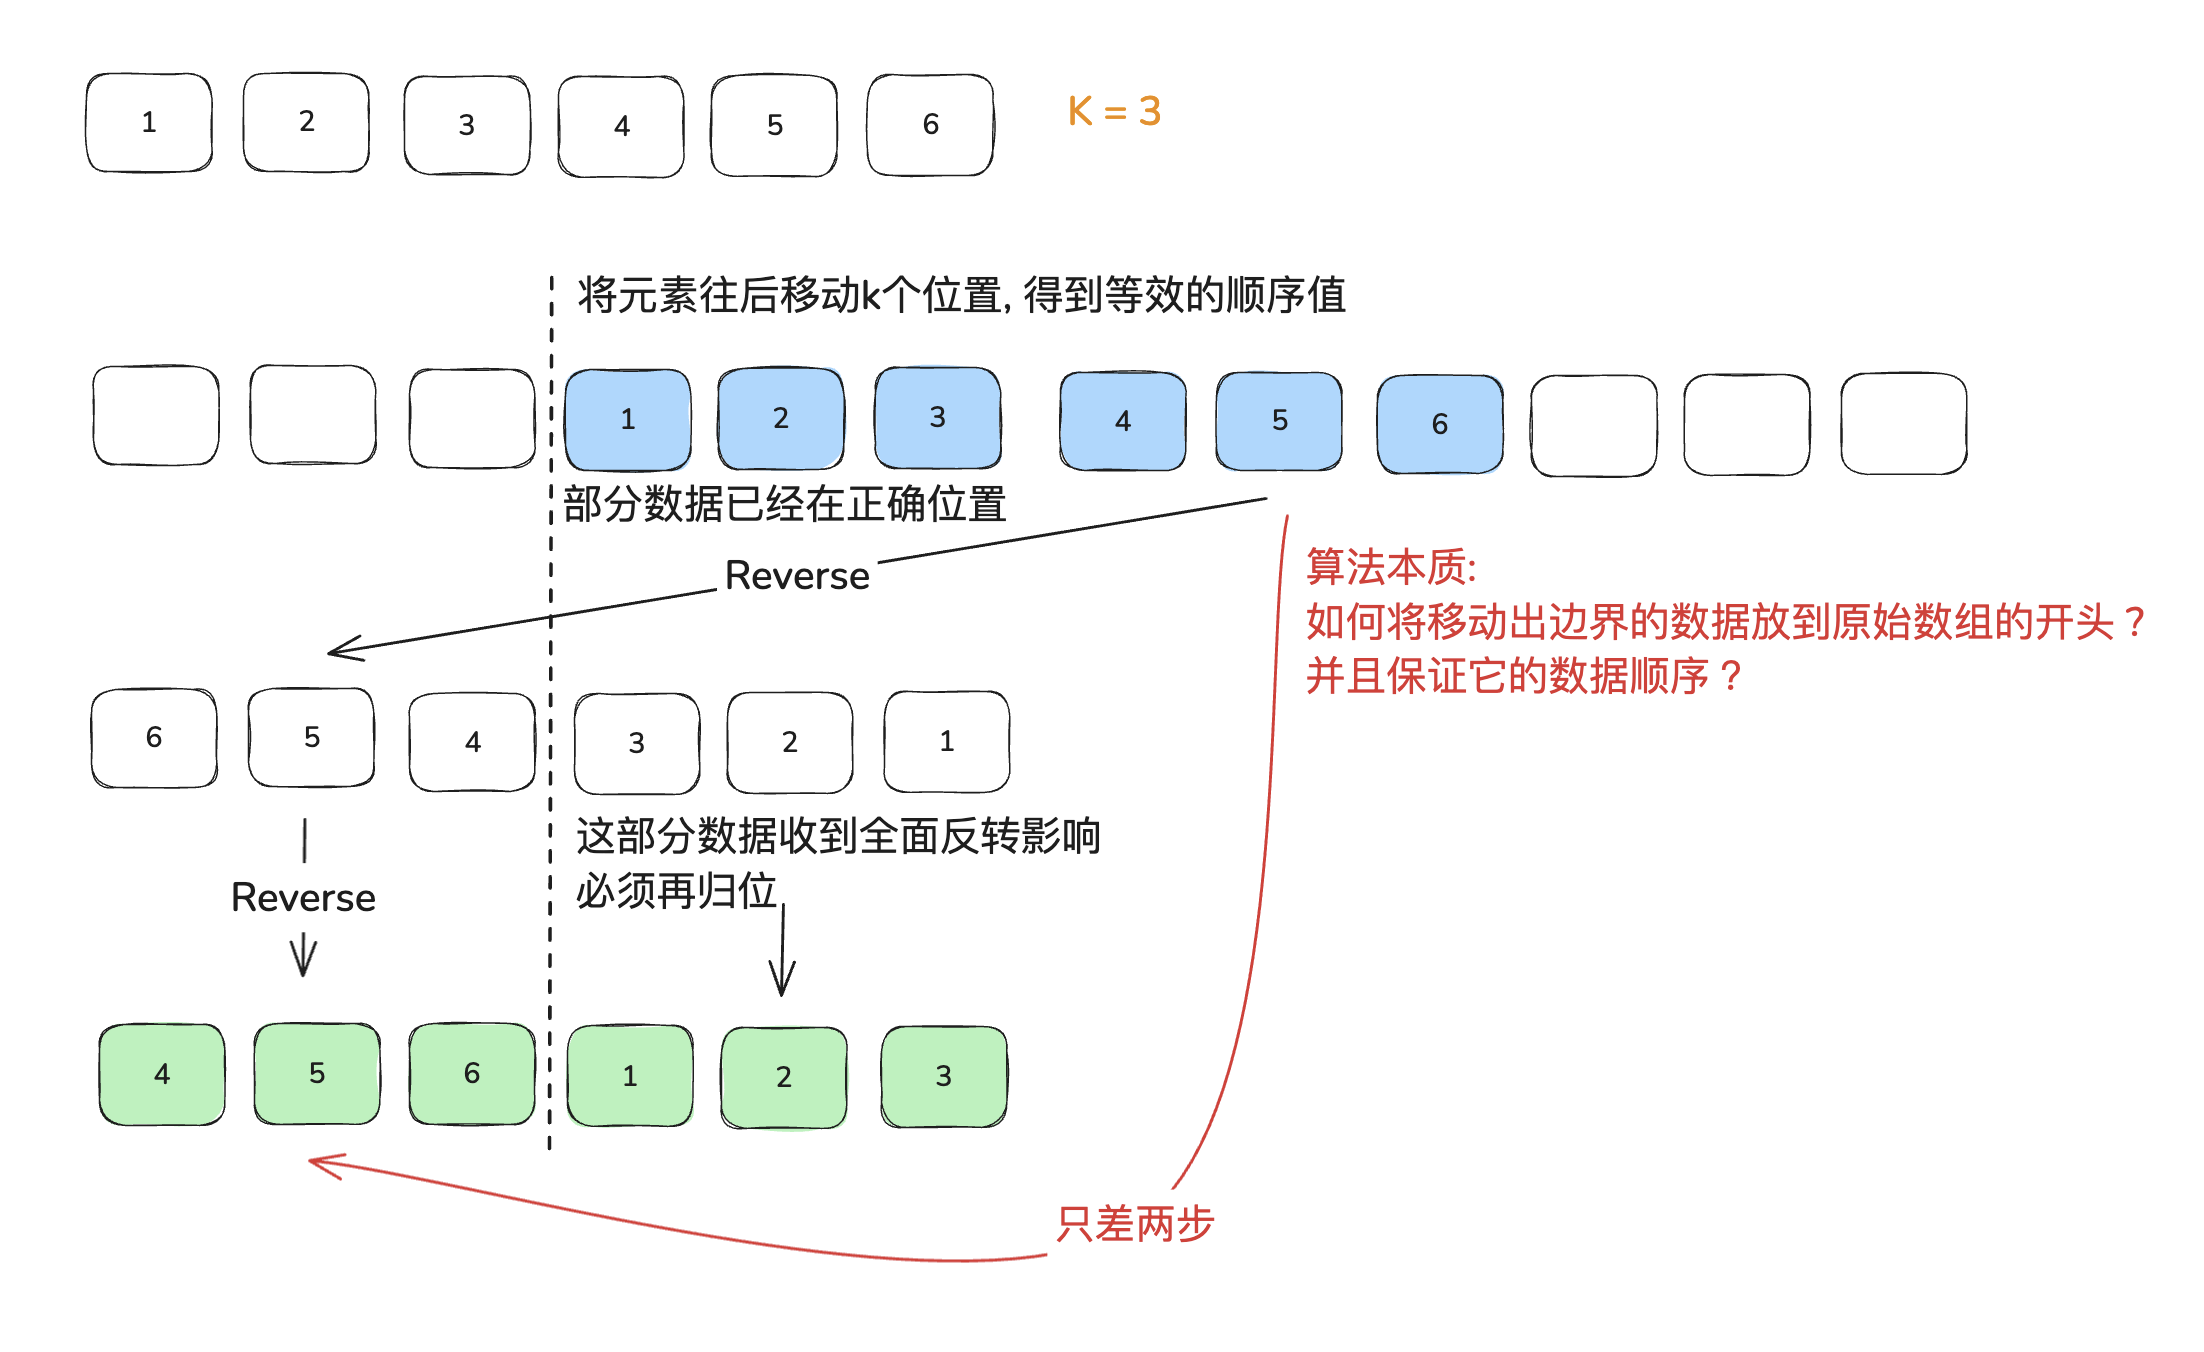 1 2 3 4 5 6 K = 3
将元素往后移动k个位置, 得到等效的顺序值
1 2 3 4 5 6
部分数据已经在正确位置
Reverse
算法本质:
如何将移动出边界的数据放到原始数组的开头？
并且保证它的数据顺序？
6 5 4 3 2 1
这部分数据收到全面反转影响
必须再归位
Reverse
4 5 6 1 2 3
只差两步